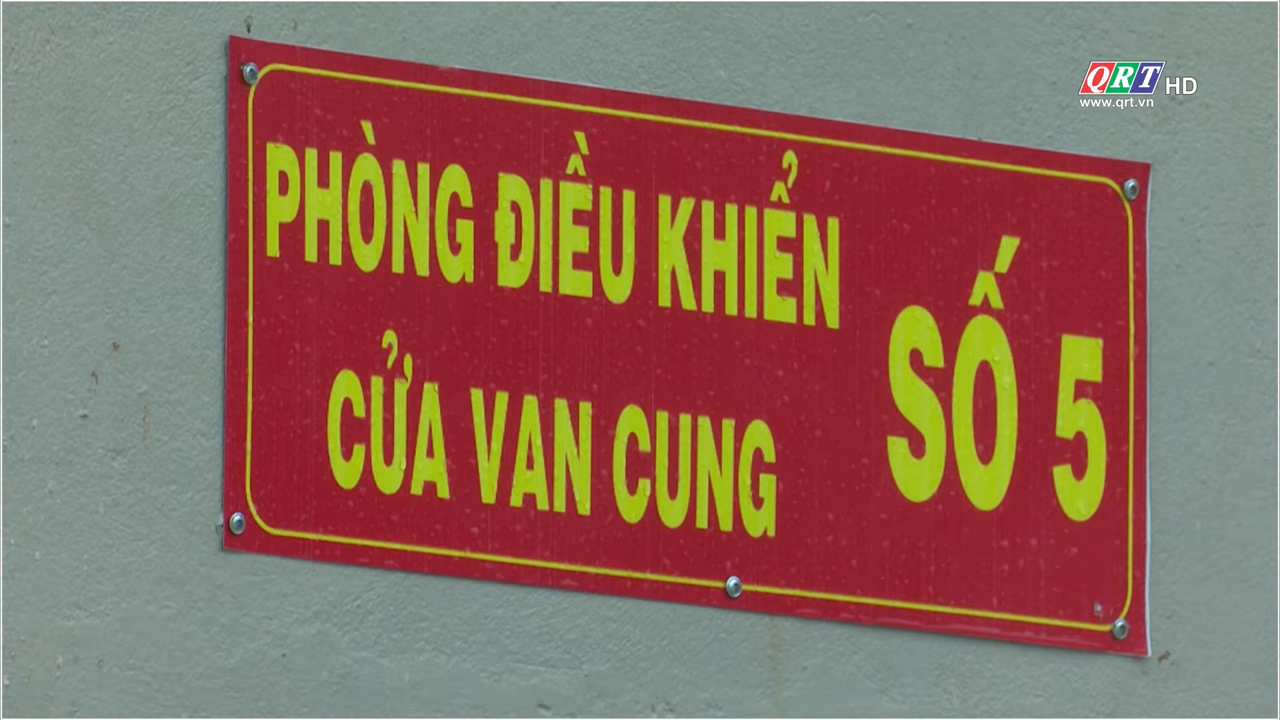 PHÒNG ĐIỀU KHIỂN
CỬA VAN CUNG
SỐ 5
QRT HD
www.qrt.vn